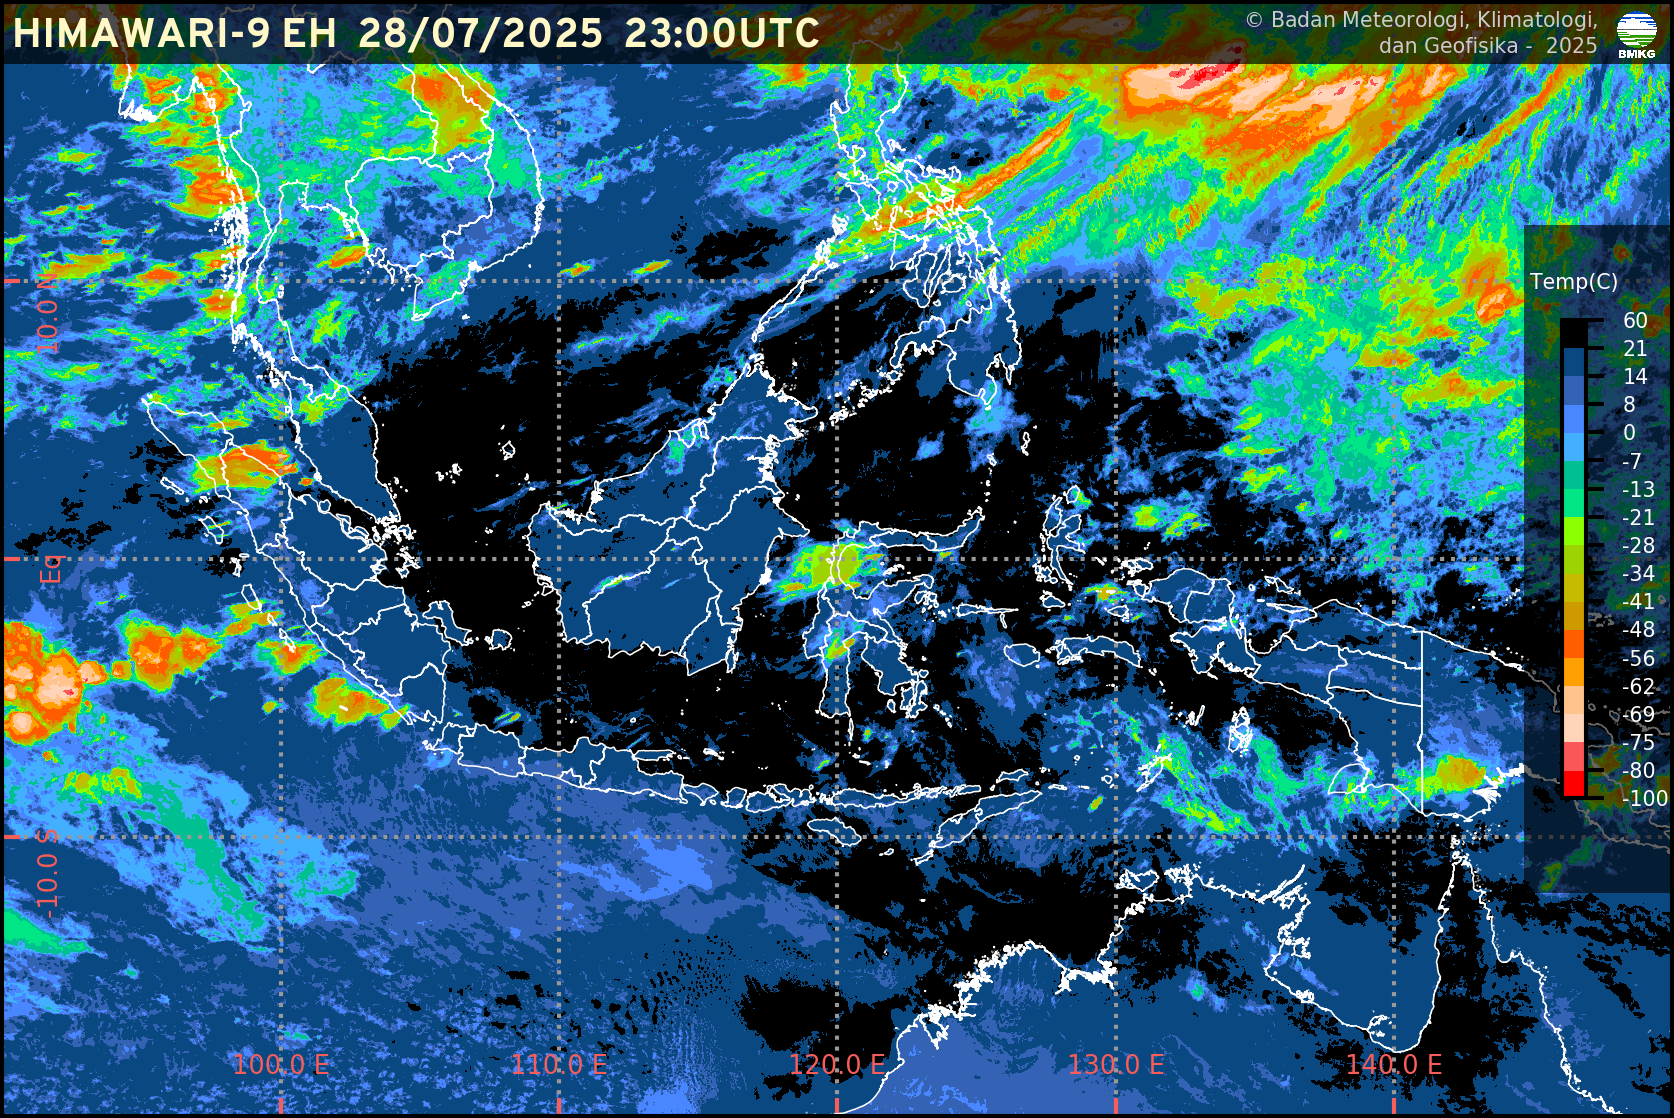 HIMAWARI-9 EH 28/07/2025 23:00UTC
© Badan Meteorologi, Klimatologi,
dan Geofisika - 2025
BMKG
Temp(C)
60
21
14
8
0
-7
-13
-21
-28
-34
-41
-48
-56
-62
-69
-75
-80
-100
10.0 N
Eq
-10.0 S
100.0 E
110.0 E
120.0 E
130.0 E
140.0 E